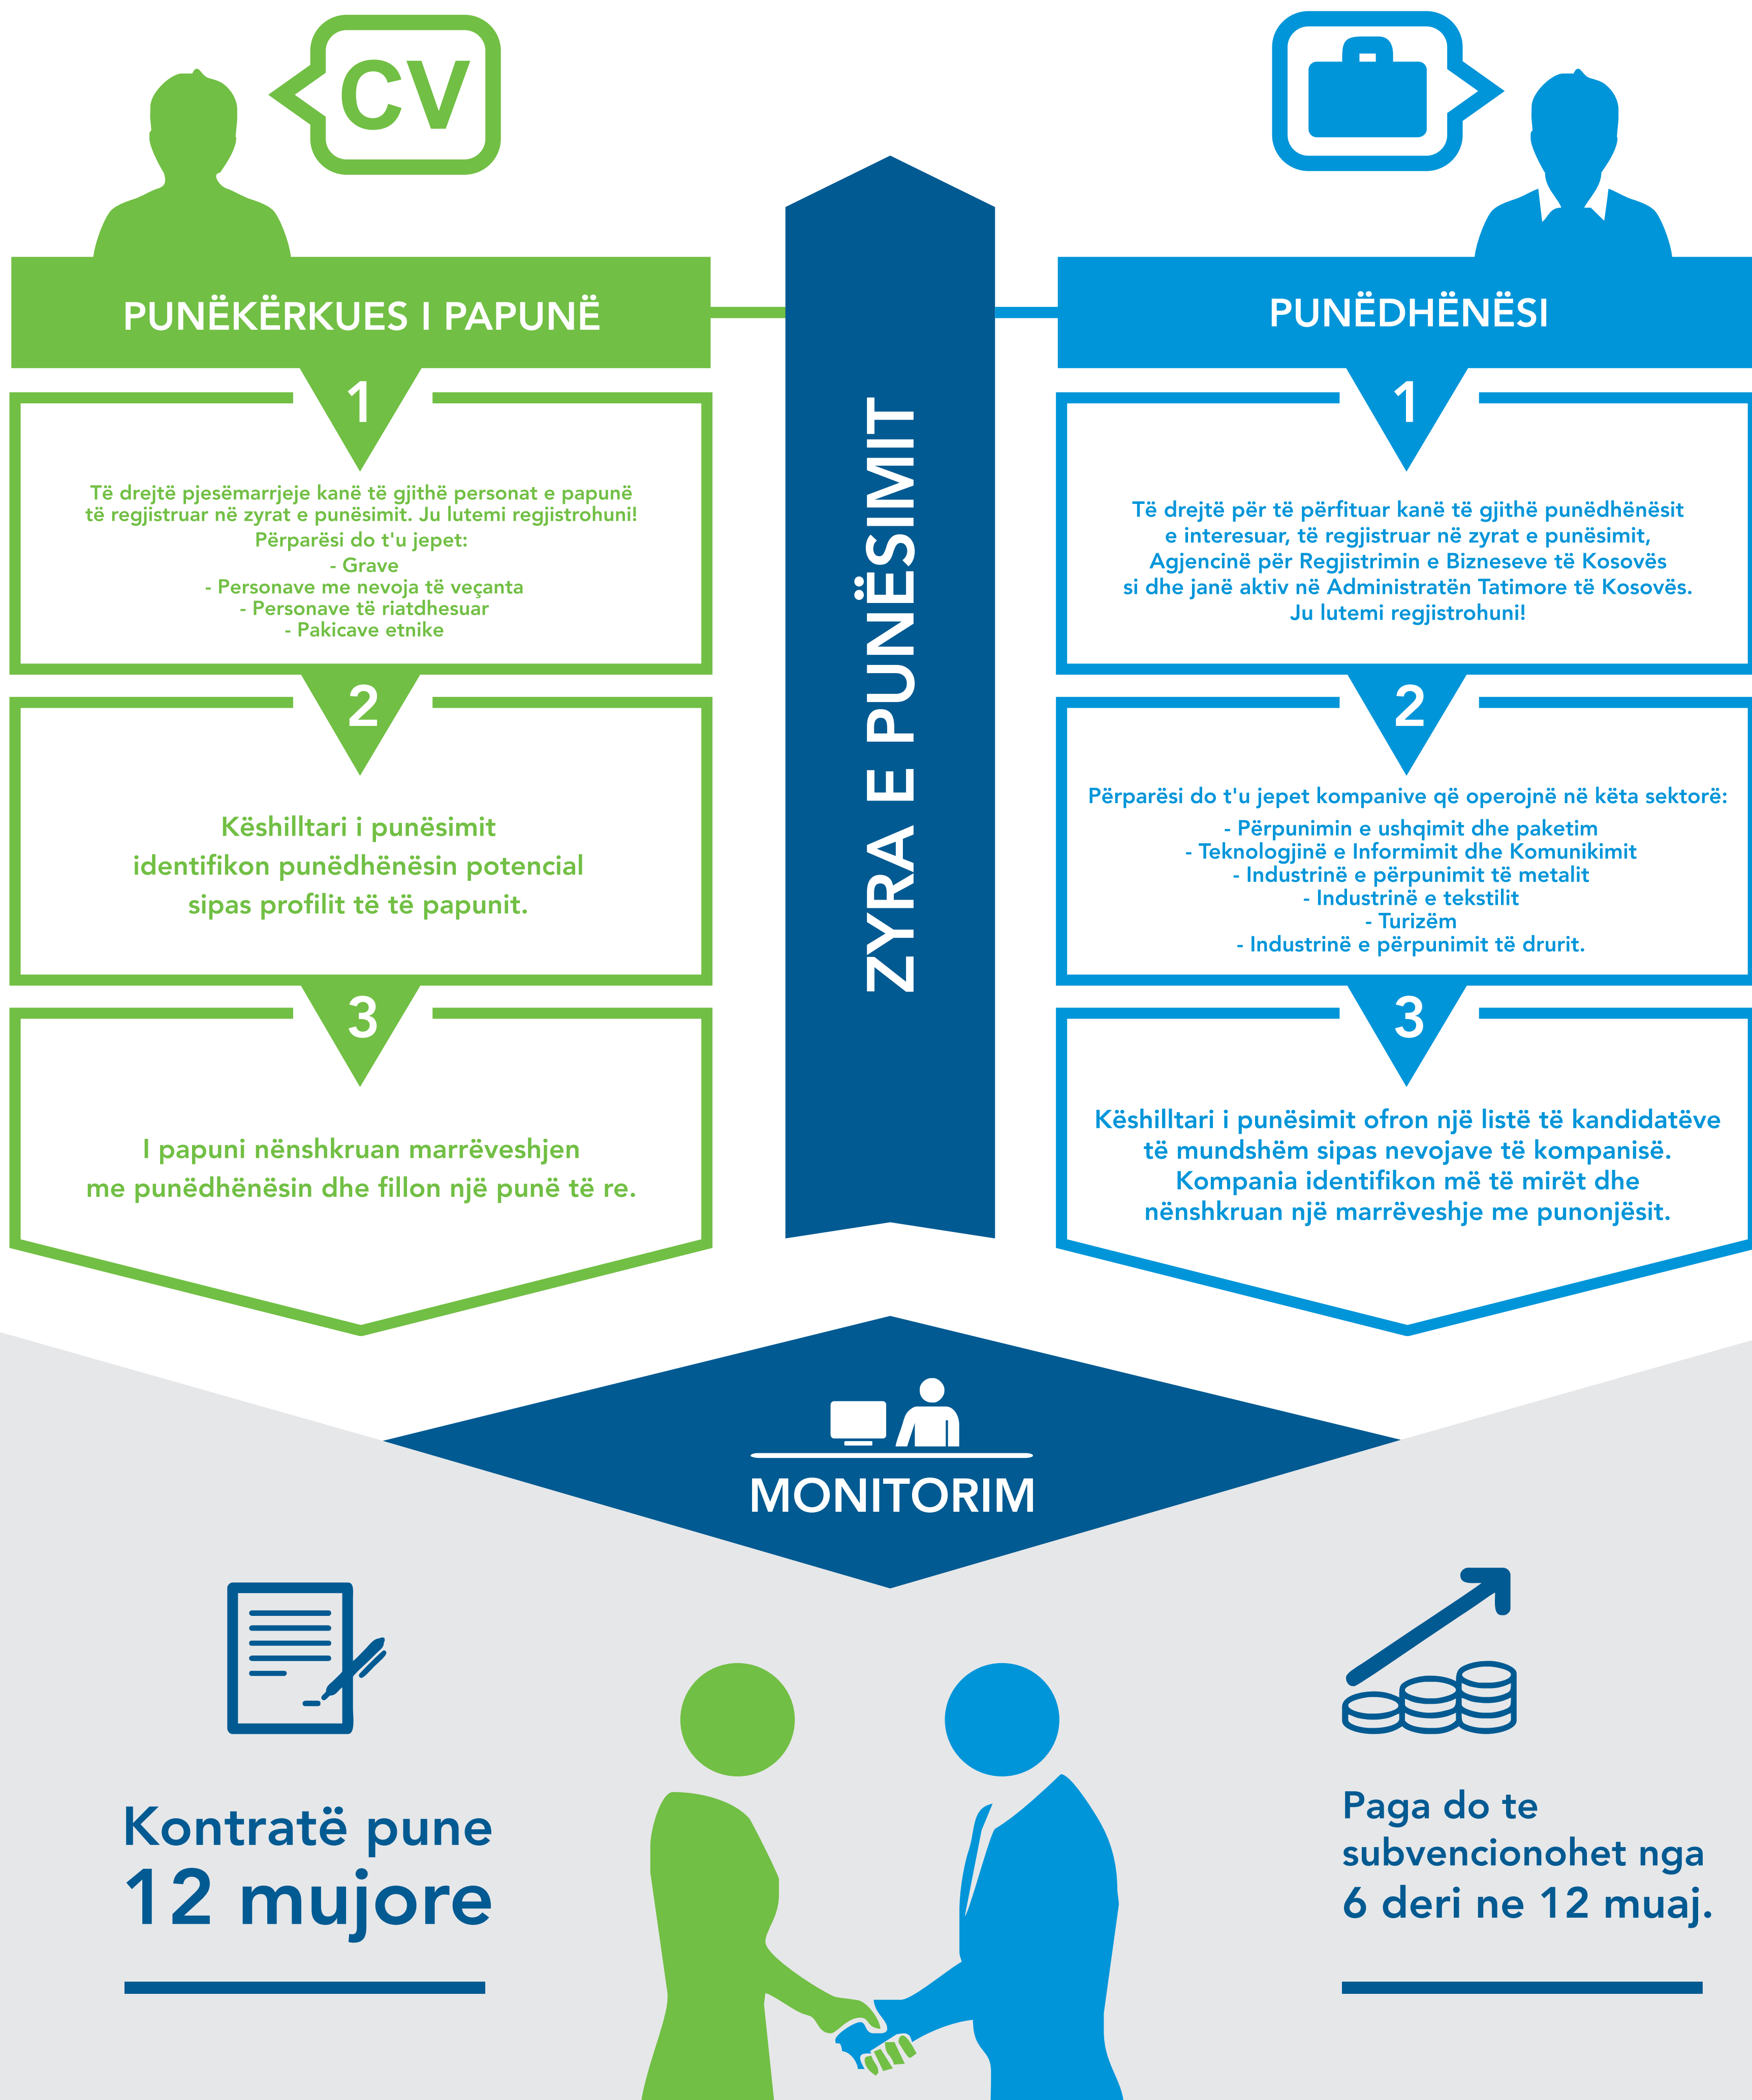 CV
PUNËKËRKUES I PAPUNË
1
Të drejtë pjesëmarrjeje kanë të gjithë personat e papunë
të regjistruar në zyrat e punësimit. Ju lutemi regjistrohuni!
Përparësi do t'u jepet:
- Grave
- Personave me nevoja të veçanta
- Personave të riatdhesuar
- Pakicave etnike
2
Këshilltari i punësimit
identifikon punëdhënësin potencial
sipas profilit të të papunit.
3
I papuni nënshkruan marrëveshjen
me punëdhënësin dhe fillon një punë të re.
ZYRA E PUNËSIMIT
PUNËDHËNËSI
1
Të drejtë për të përfituar kanë të gjithë punëdhënësit
e interesuar, të regjistruar në zyrat e punësimit,
Agjencinë për Regjistrimin e Bizneseve të Kosovës
si dhe janë aktiv në Administratën Tatimore të Kosovës.
Ju lutemi regjistrohuni!
2
Përparësi do t'u jepet kompanive që operojnë në këta sektorë:
- Përpunimin e ushqimit dhe paketim
- Teknologjinë e Informimit dhe Komunikimit
- Industrinë e përpunimit të metalit
- Industrinë e tekstilit
- Turizëm
- Industrinë e përpunimit të drurit.
3
Këshilltari i punësimit ofron një listë të kandidatëve
të mundshëm sipas nevojave të kompanisë.
Kompania identifikon më të mirët dhe
nënshkruan një marrëveshje me punonjësit.
MONITORIM
Kontratë pune
12 mujore
Paga do te
subvencionohet nga
6 deri ne 12 muaj.